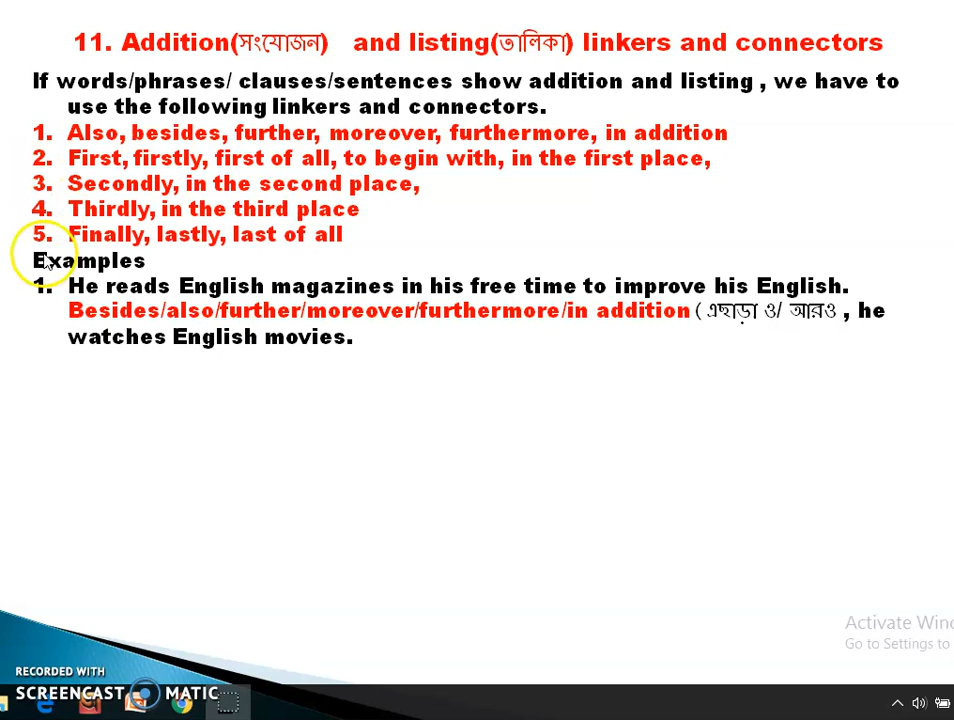 11. Addition(সংযোজন) and listing(তালিকা) linkers and connectors
If words/phrases/ clauses/sentences show addition and listing , we have to
use the following linkers and connectors.
1. Also, besides, further, moreover, furthermore, in addition
2. First, firstly, first of all, to begin with, in the first place,
3. Secondly, in the second place,
4. Thirdly, in the third place
5. Finally, lastly, last of all
Examples
1. He reads English magazines in his free time to improve his English.
Besides/also/further/moreover/furthermore/in addition (এছাড়া ও/ আরও , he
watches English movies.
Activate Win
Go to Settings to
RECORDED WITH
SCREENCAST MATIC